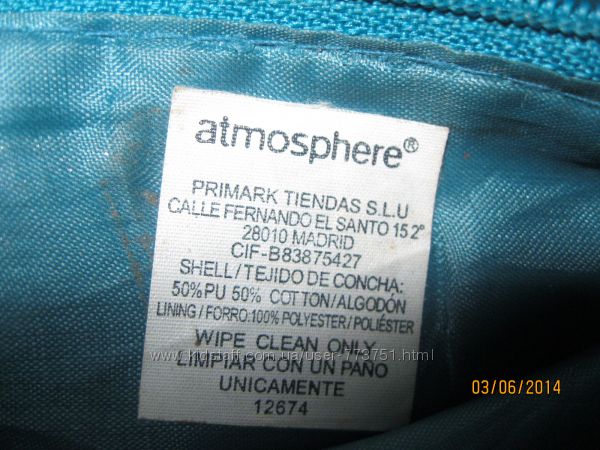 atmosphere®
PRIMARK TIENDAS S.L.U
CALLE FERNANDO EL SANTO 15 2°
28010 MADRID
CIF-B83875427
SHELL/TEJIDO DE CONCHA:
50% PU 50% COTTON/ALGODÓN
LINING/FORRO:100% POLYESTER/POLIÉSTER
WIPE CLEAN ONLY
www.kidstaff.com.ua/user-773751.html
LIMPIAR CON UN PAÑO
UNICAMENTE
12674
03/06/2014